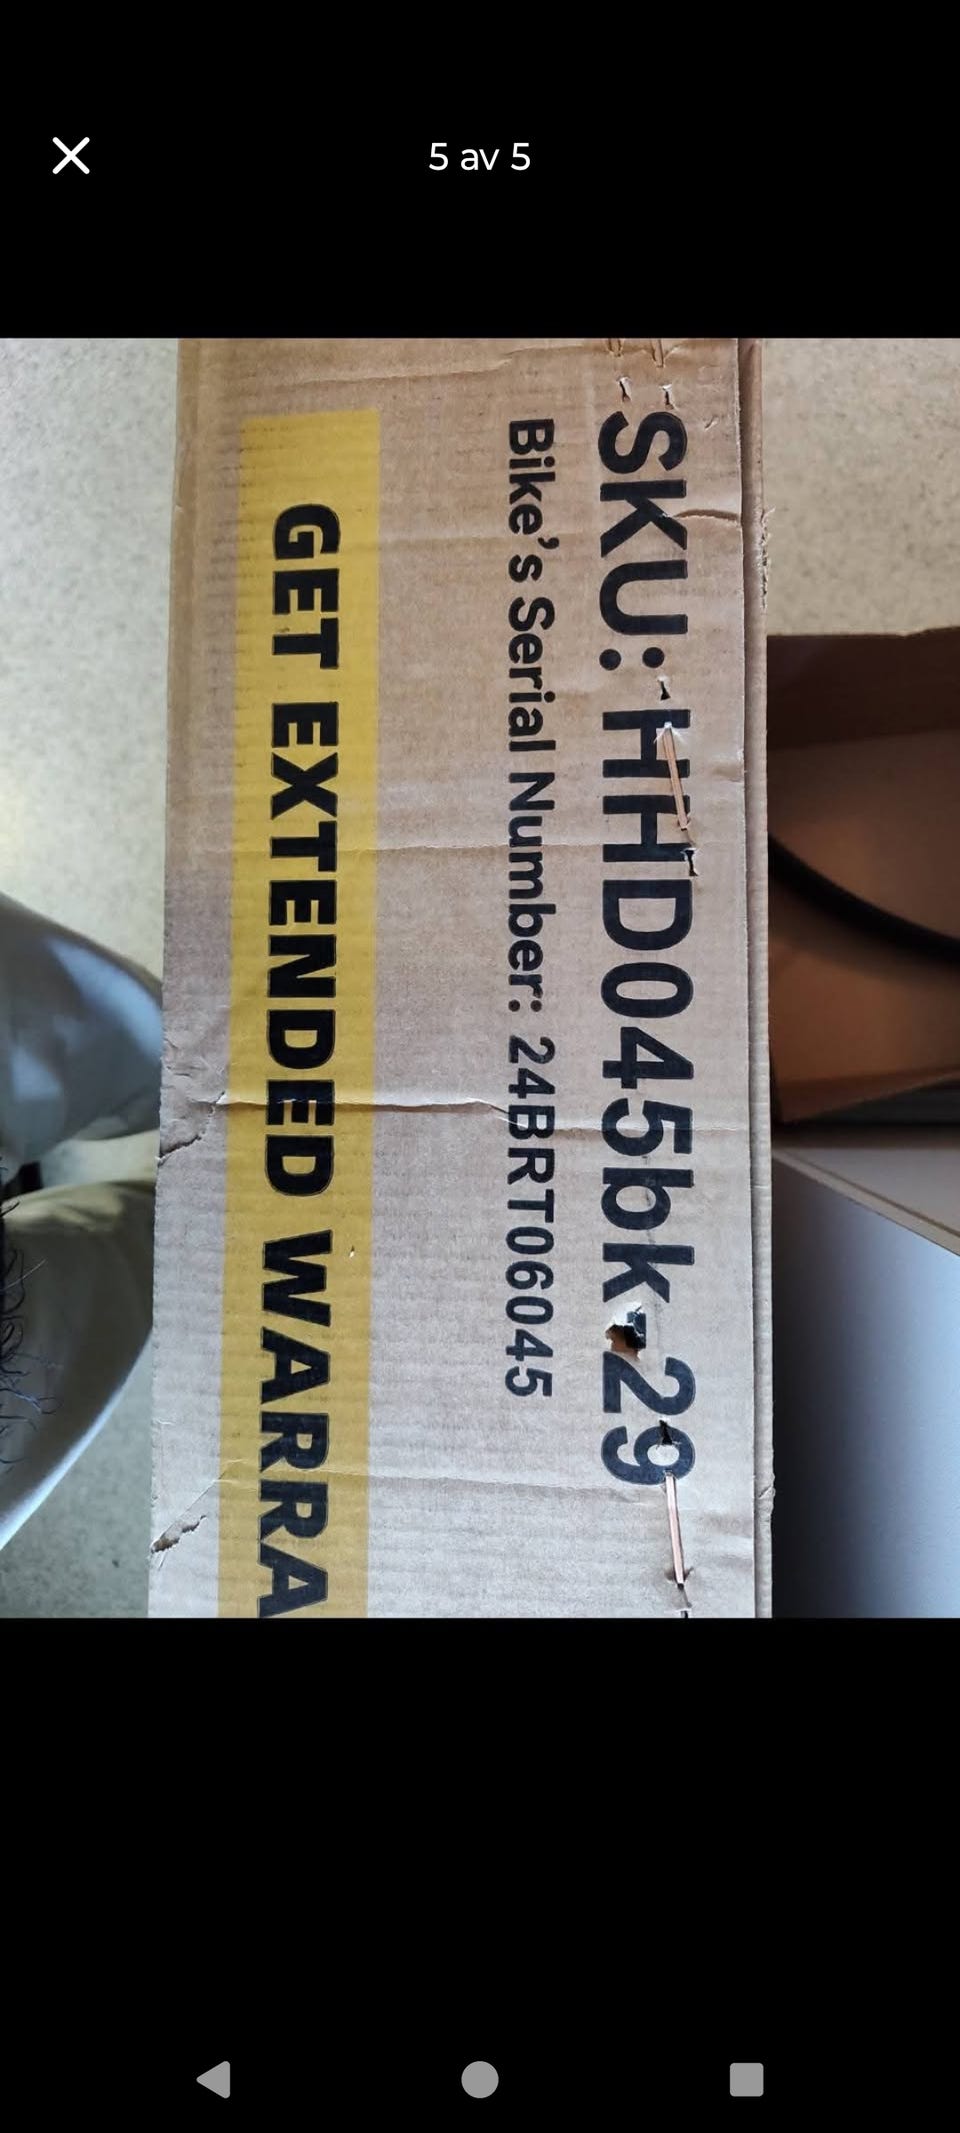 5 av 5
SKU: HHD045bk-29
Bike's Serial Number: 24BRT06045
GET EXTENDED WARRA